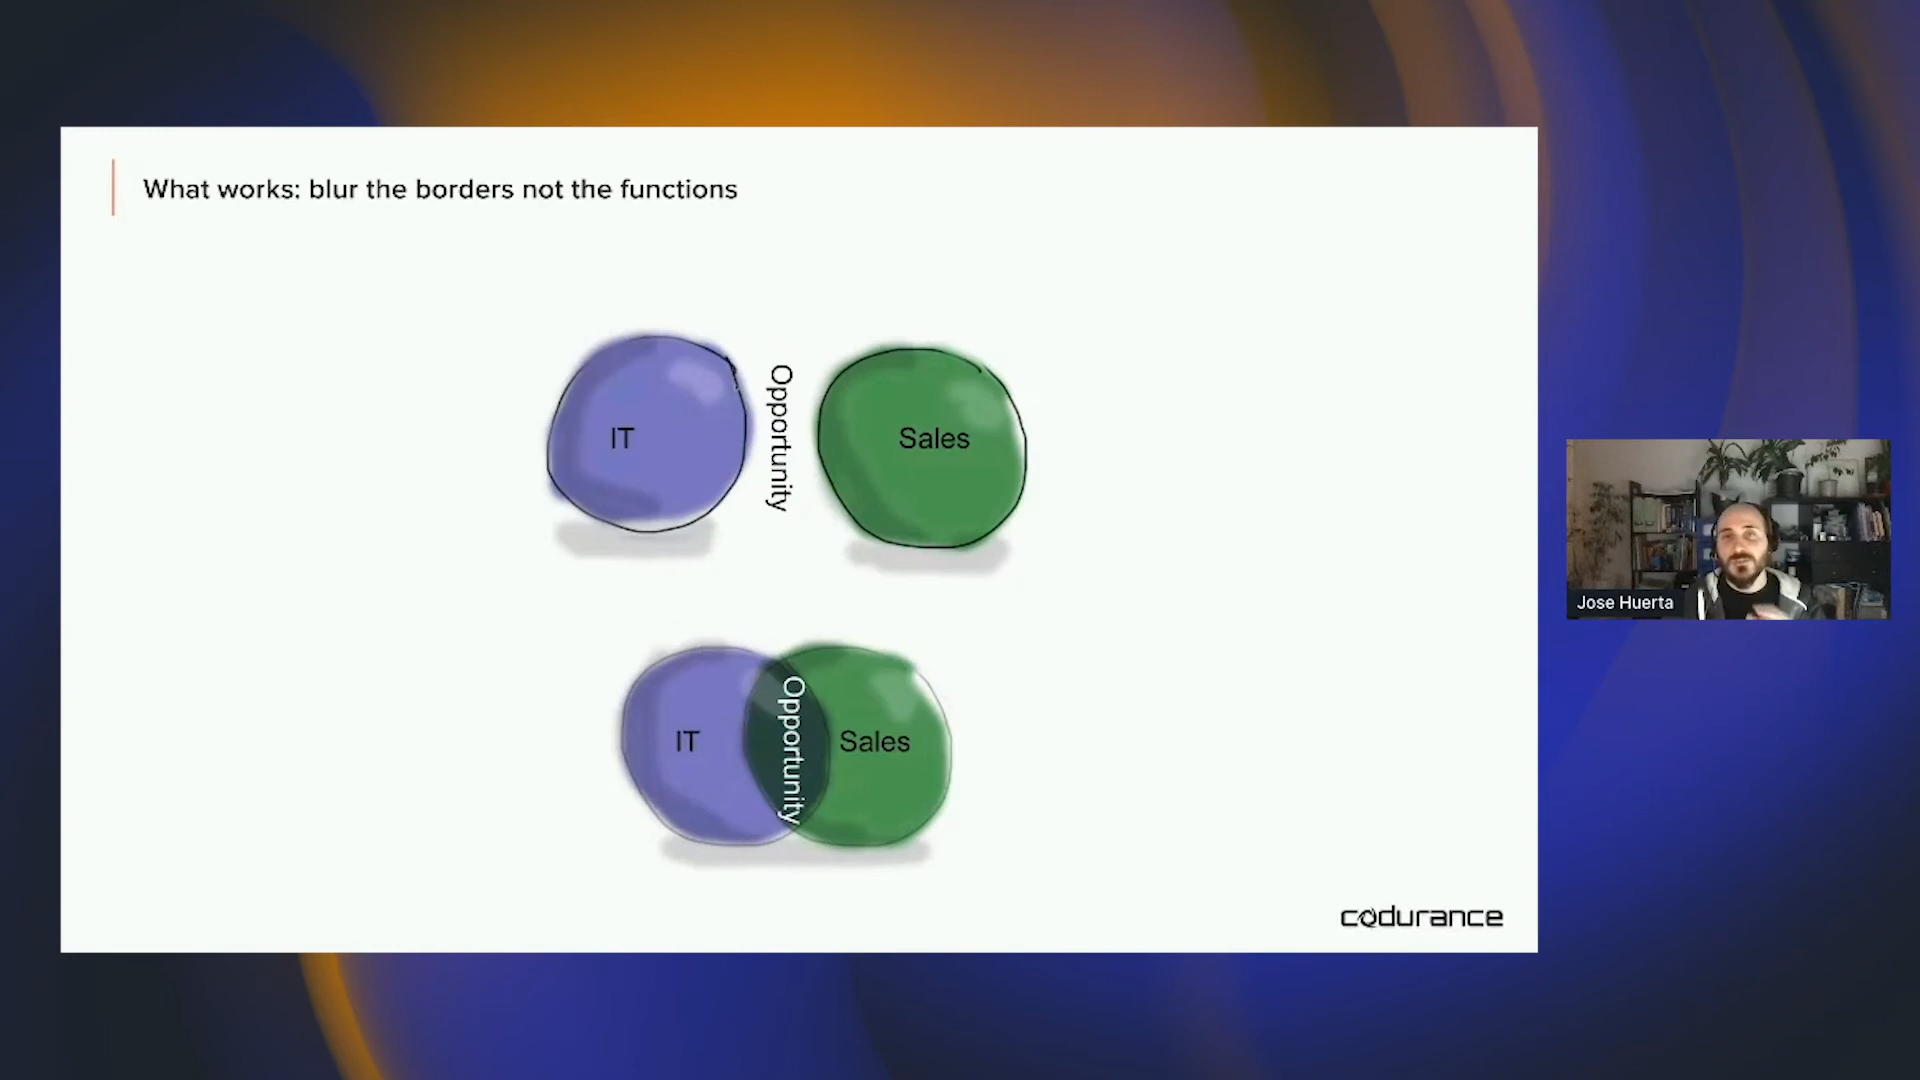 What works: blur the borders not the functions
IT
Opportunity
Sales
IT
Opportunity
Sales
Jose Huerta
codurance